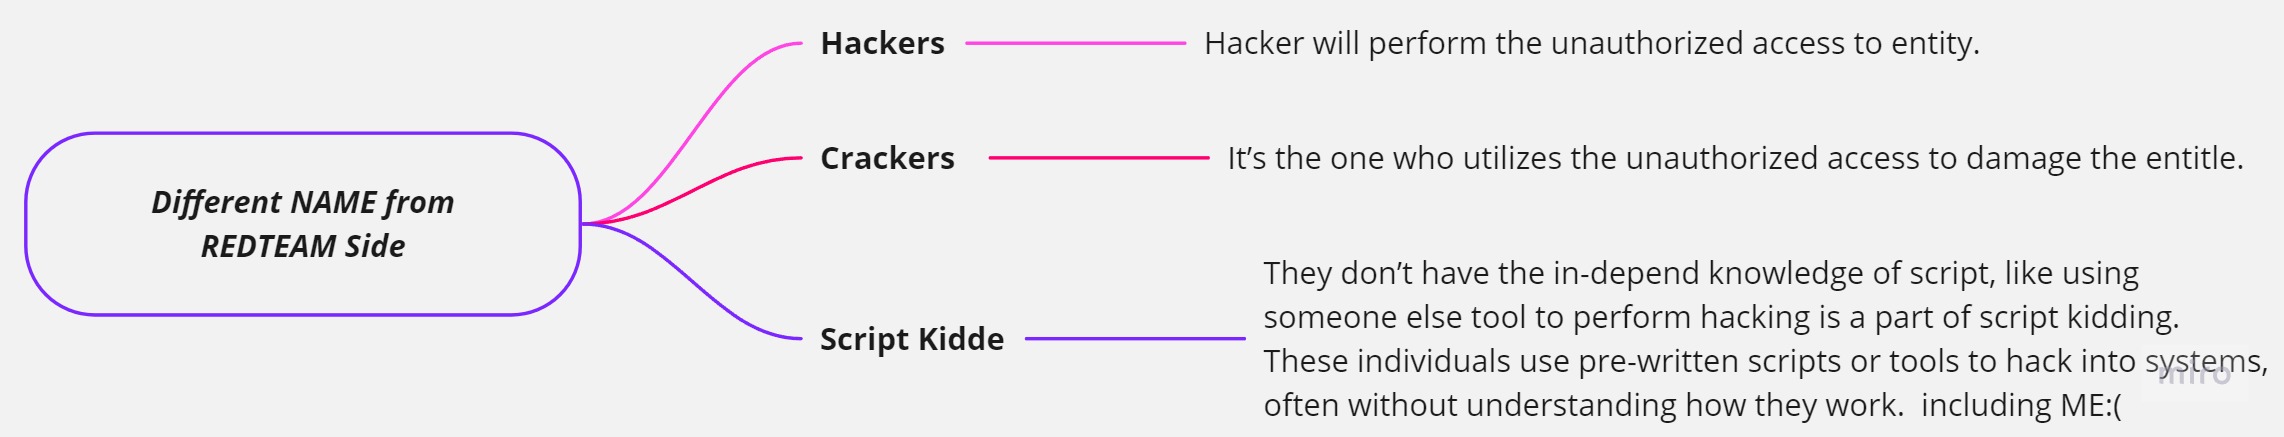 Different NAME from
REDTEAM Side
Hackers
Hacker will perform the unauthorized access to entity.
Crackers
It’s the one who utilizes the unauthorized access to damage the entitle.
Script Kidde
They don’t have the in-depend knowledge of script, like using
someone else tool to perform hacking is a part of script kidding.
These individuals use pre-written scripts or tools to hack into systems,
often without understanding how they work.  including ME:(
miro